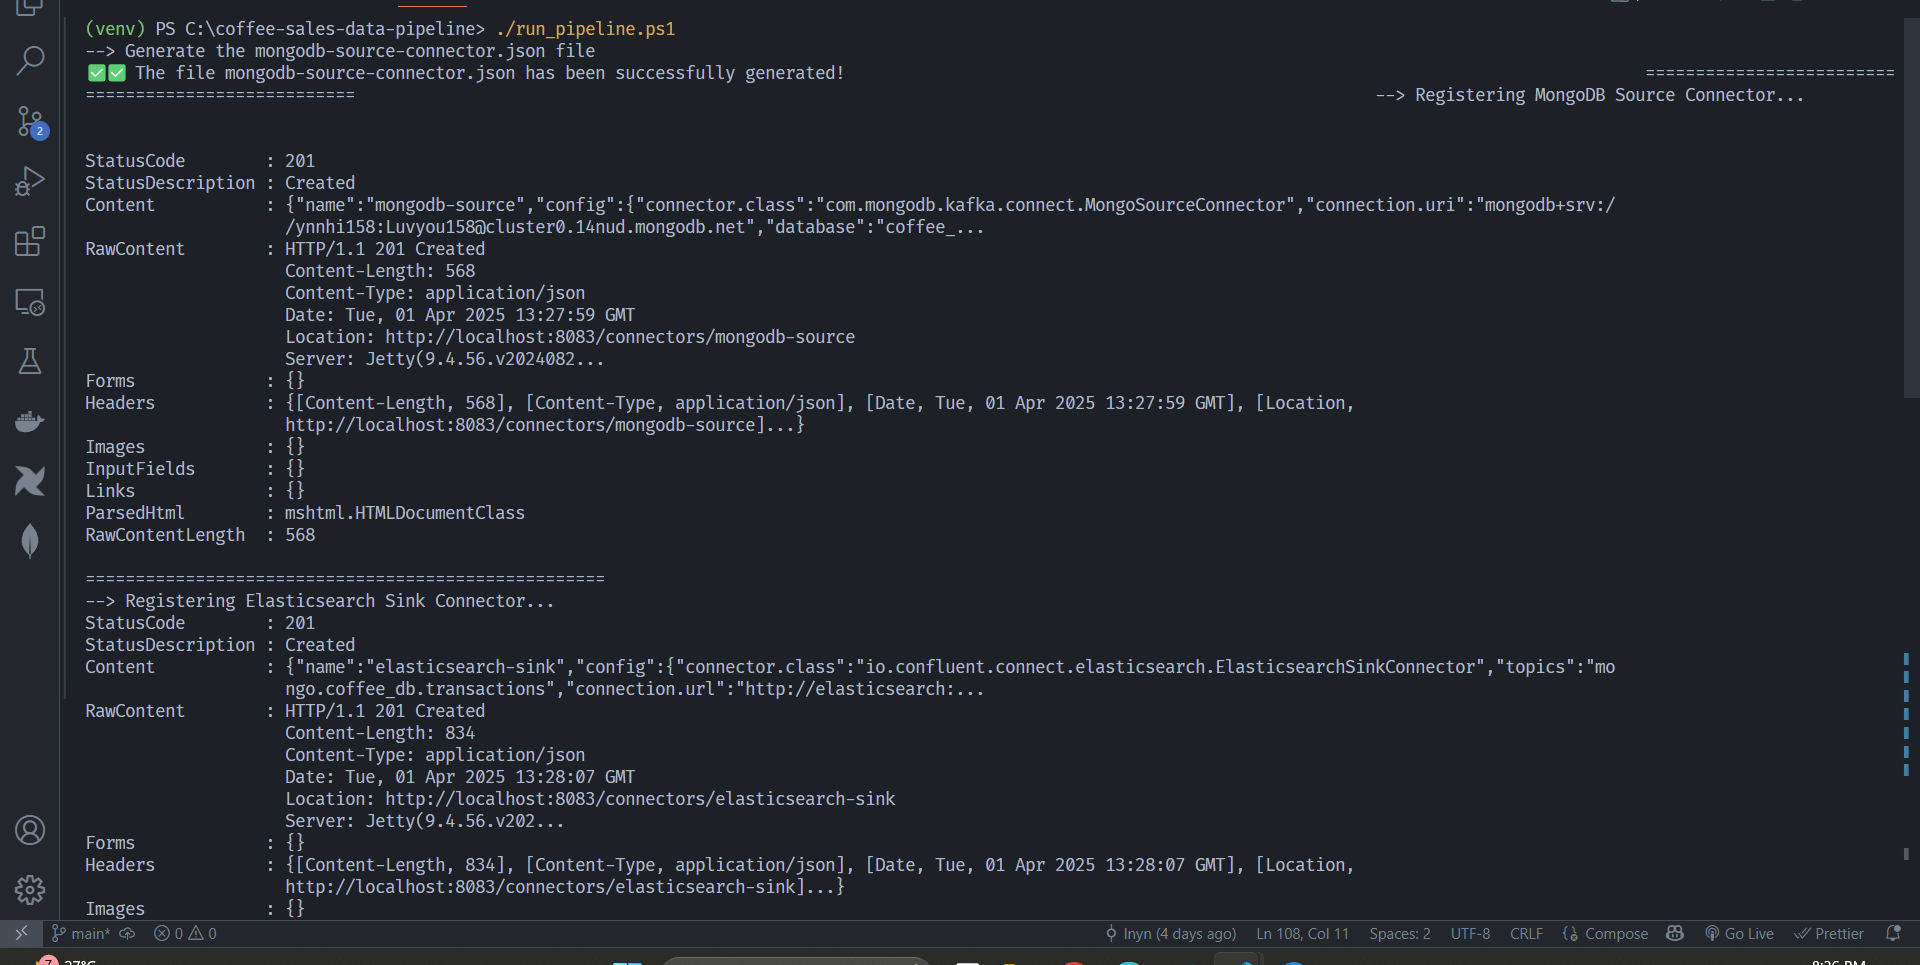 (venv) PS C:\coffee-sales-data-pipeline> ./run_pipeline.ps1
--> Generate the mongodb-source-connector.json file
✅✅ The file mongodb-source-connector.json has been successfully generated! =========================
=========================== --> Registering MongoDB Source Connector...
2
StatusCode : 201
StatusDescription : Created
Content : {"name":"mongodb-source","config":{"connector.class":"com.mongodb.kafka.connect.MongoSourceConnector","connection.uri":"mongodb+srv:/
/ynnhi158:Luvyou158@cluster0.14nud.mongodb.net","database":"coffee_...
RawContent : HTTP/1.1 201 Created
Content-Length: 568
Content-Type: application/json
Date: Tue, 01 Apr 2025 13:27:59 GMT
Location: http://localhost:8083/connectors/mongodb-source
Server: Jetty(9.4.56.v2024082...
Forms : {}
Headers : {[Content-Length, 568], [Content-Type, application/json], [Date, Tue, 01 Apr 2025 13:27:59 GMT], [Location,
http://localhost:8083/connectors/mongodb-source]...}
Images : {}
InputFields : {}
Links : {}
ParsedHtml : mshtml.HTMLDocumentClass
RawContentLength : 568
====================================================
--> Registering Elasticsearch Sink Connector...
StatusCode : 201
StatusDescription : Created
Content : {"name":"elasticsearch-sink","config":{"connector.class":"io.confluent.connect.elasticsearch.ElasticsearchSinkConnector","topics":"mo
ngo.coffee_db.transactions","connection.url":"http://elasticsearch:...
RawContent : HTTP/1.1 201 Created
Content-Length: 834
Content-Type: application/json
Date: Tue, 01 Apr 2025 13:28:07 GMT
Location: http://localhost:8083/connectors/elasticsearch-sink
Server: Jetty(9.4.56.v202...
Forms : {}
Headers : {[Content-Length, 834], [Content-Type, application/json], [Date, Tue, 01 Apr 2025 13:28:07 GMT], [Location,
http://localhost:8083/connectors/elasticsearch-sink]...}
Images : {}
main* 0 0 Inyn (4 days ago) Ln 108, Col 11 Spaces: 2 UTF-8 CRLF Compose Go Live Prettier